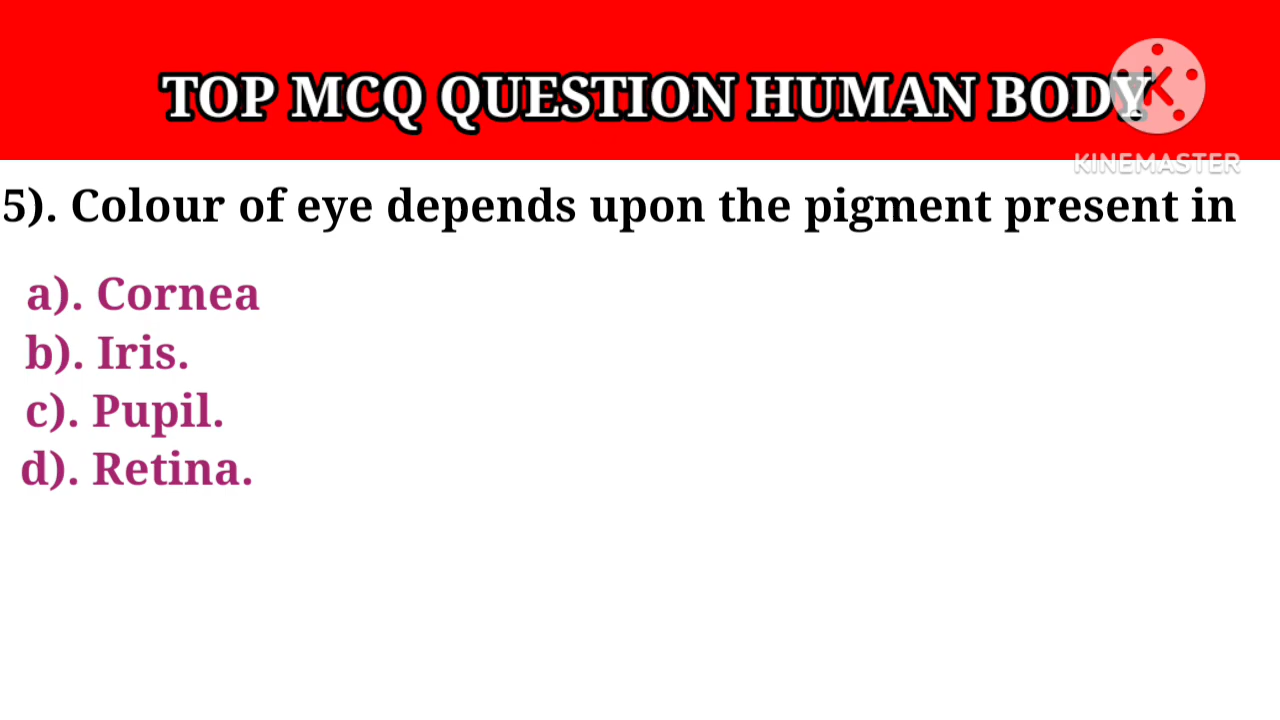 TOP MCQ QUESTION HUMAN BODY
K
KINEMASTER
5). Colour of eye depends upon the pigment present in
a). Cornea
b). Iris.
c). Pupil.
d). Retina.